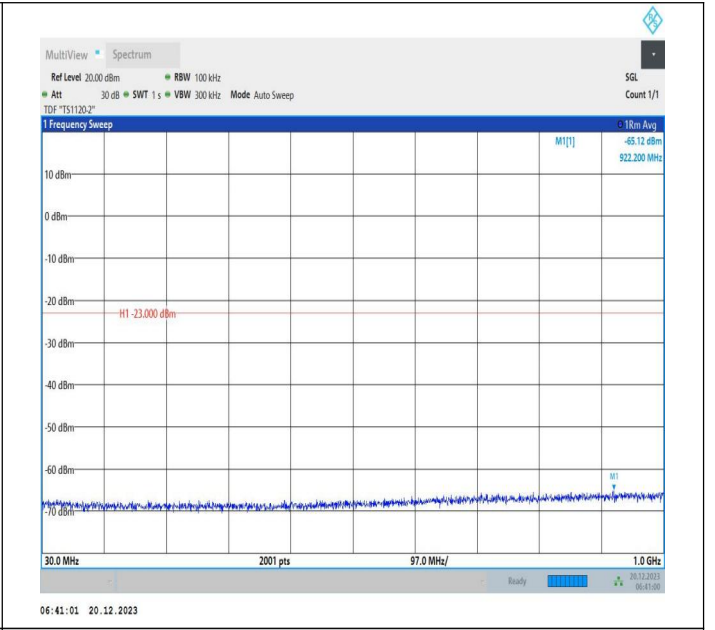 MultiView Spectrum
Ref Level 20.00 dBm RBW 100 kHz SGL
Att 30 dB SWT 1 s VBW 300 kHz Mode Auto Sweep Count 1/1
TDF "TS1120-2"
1 Frequency Sweep 1Rm Avg
M1[1] -65.12 dBm
922.200 MHz
10 dBm
0 dBm
-10 dBm
-20 dBm
H1 -23.000 dBm
-30 dBm
-40 dBm
-50 dBm
-60 dBm
M1
-70 dBm
30.0 MHz 2001 pts 97.0 MHz/ 1.0 GHz
Ready 20.12.2023
06:41:00
06:41:01 20.12.2023